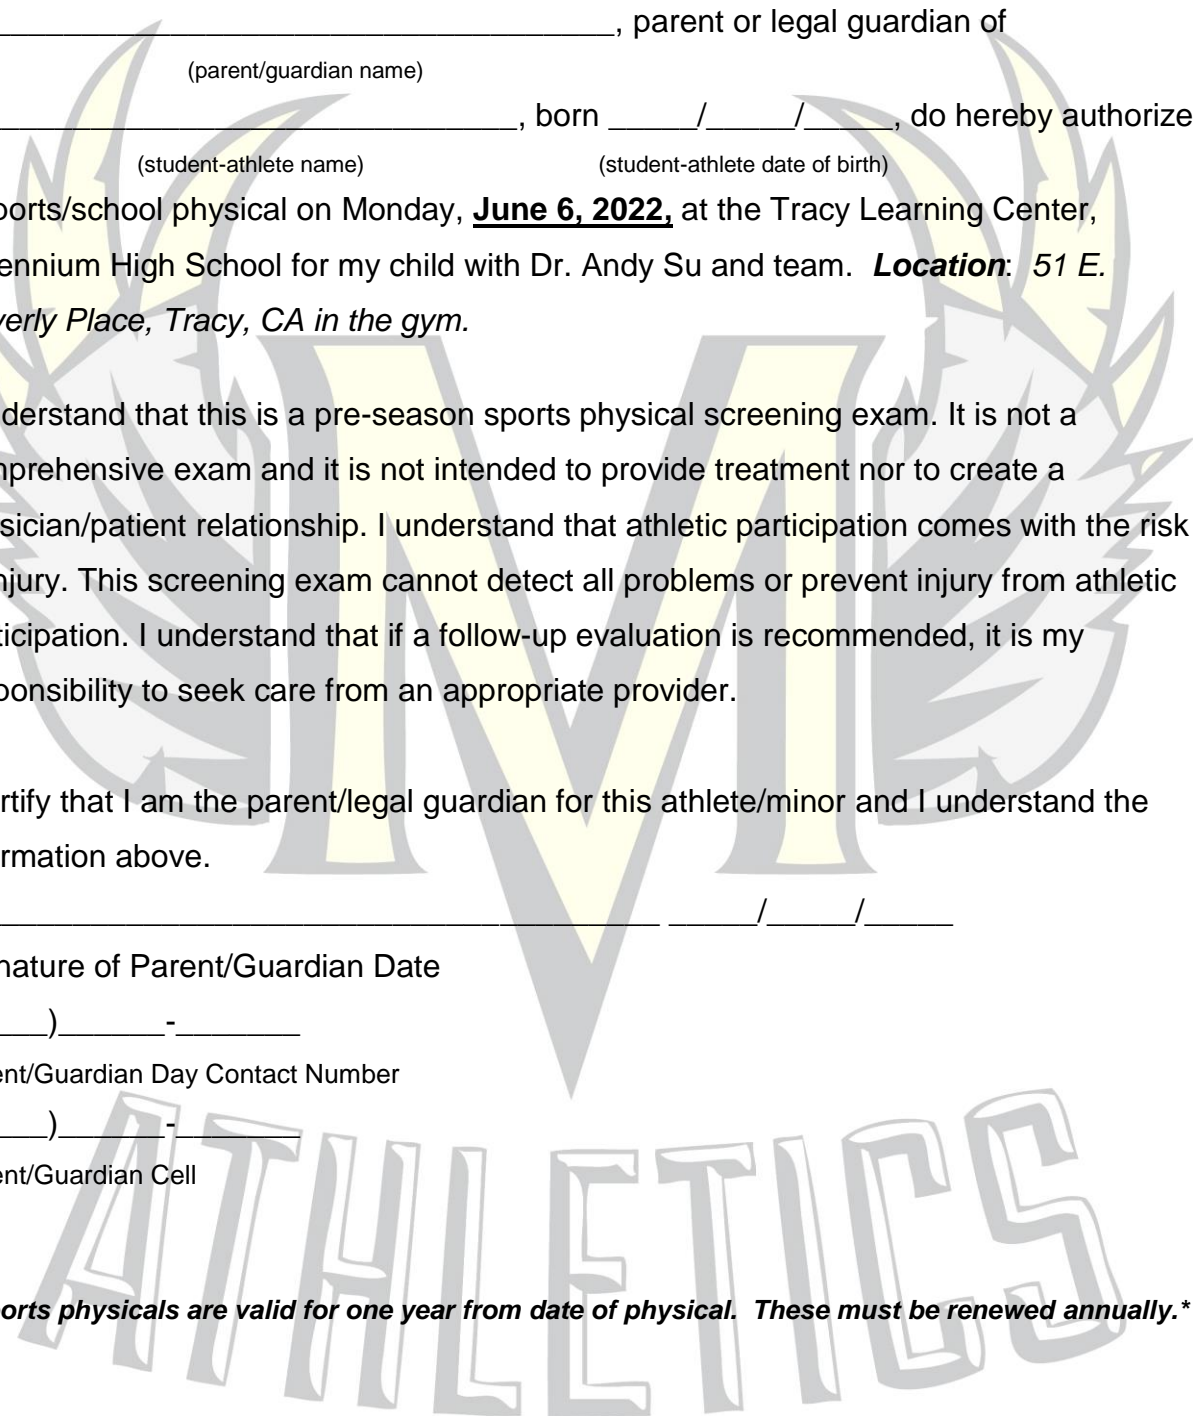 ___________________________________, parent or legal guardian of
(parent/guardian name)
______________________________, born _____/_____/_____, do hereby authorize
(student-athlete name) (student-athlete date of birth)
ports/school physical on Monday, June 6, 2022, at the Tracy Learning Center,
ennium High School for my child with Dr. Andy Su and team. Location: 51 E.
verly Place, Tracy, CA in the gym.
derstand that this is a pre-season sports physical screening exam. It is not a
mprehensive exam and it is not intended to provide treatment nor to create a
sician/patient relationship. I understand that athletic participation comes with the risk
njury. This screening exam cannot detect all problems or prevent injury from athletic
ticipation. I understand that if a follow-up evaluation is recommended, it is my
ponsibility to seek care from an appropriate provider.
rtify that I am the parent/legal guardian for this athlete/minor and I understand the
rmation above.
_____________________________________ _____/_____/_____
nature of Parent/Guardian Date
___)______-_______
ent/Guardian Day Contact Number
___)______-_______
ent/Guardian Cell
orts physicals are valid for one year from date of physical. These must be renewed annually.*
M
ATHLETICS